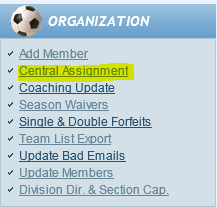 ORGANIZATION
Add Member
Central Assignment
Coaching Update
Season Waivers
Single & Double Forfeits
Team List Export
Update Bad Emails
Update Members
Division Dir. & Section Cap.